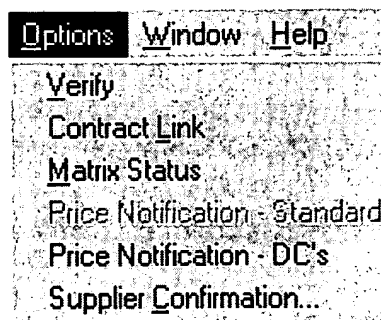 Options Window Help
Verify
Contract Link
Matrix Status
Price Notification - Standard
Price Notification - DC's
Supplier Confirmation...